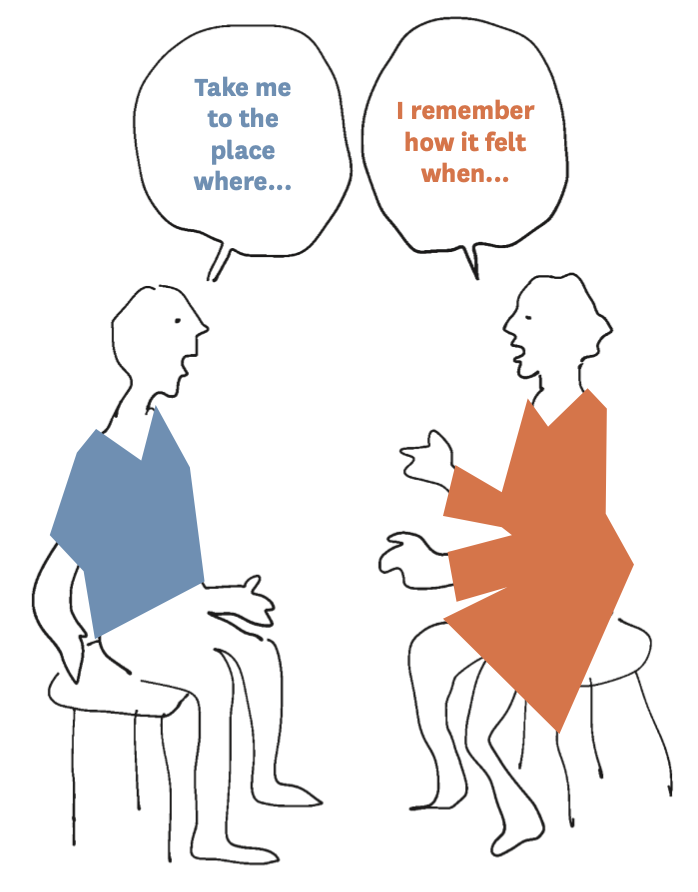 Take me
to the
place
where...
I remember
how it felt
when...